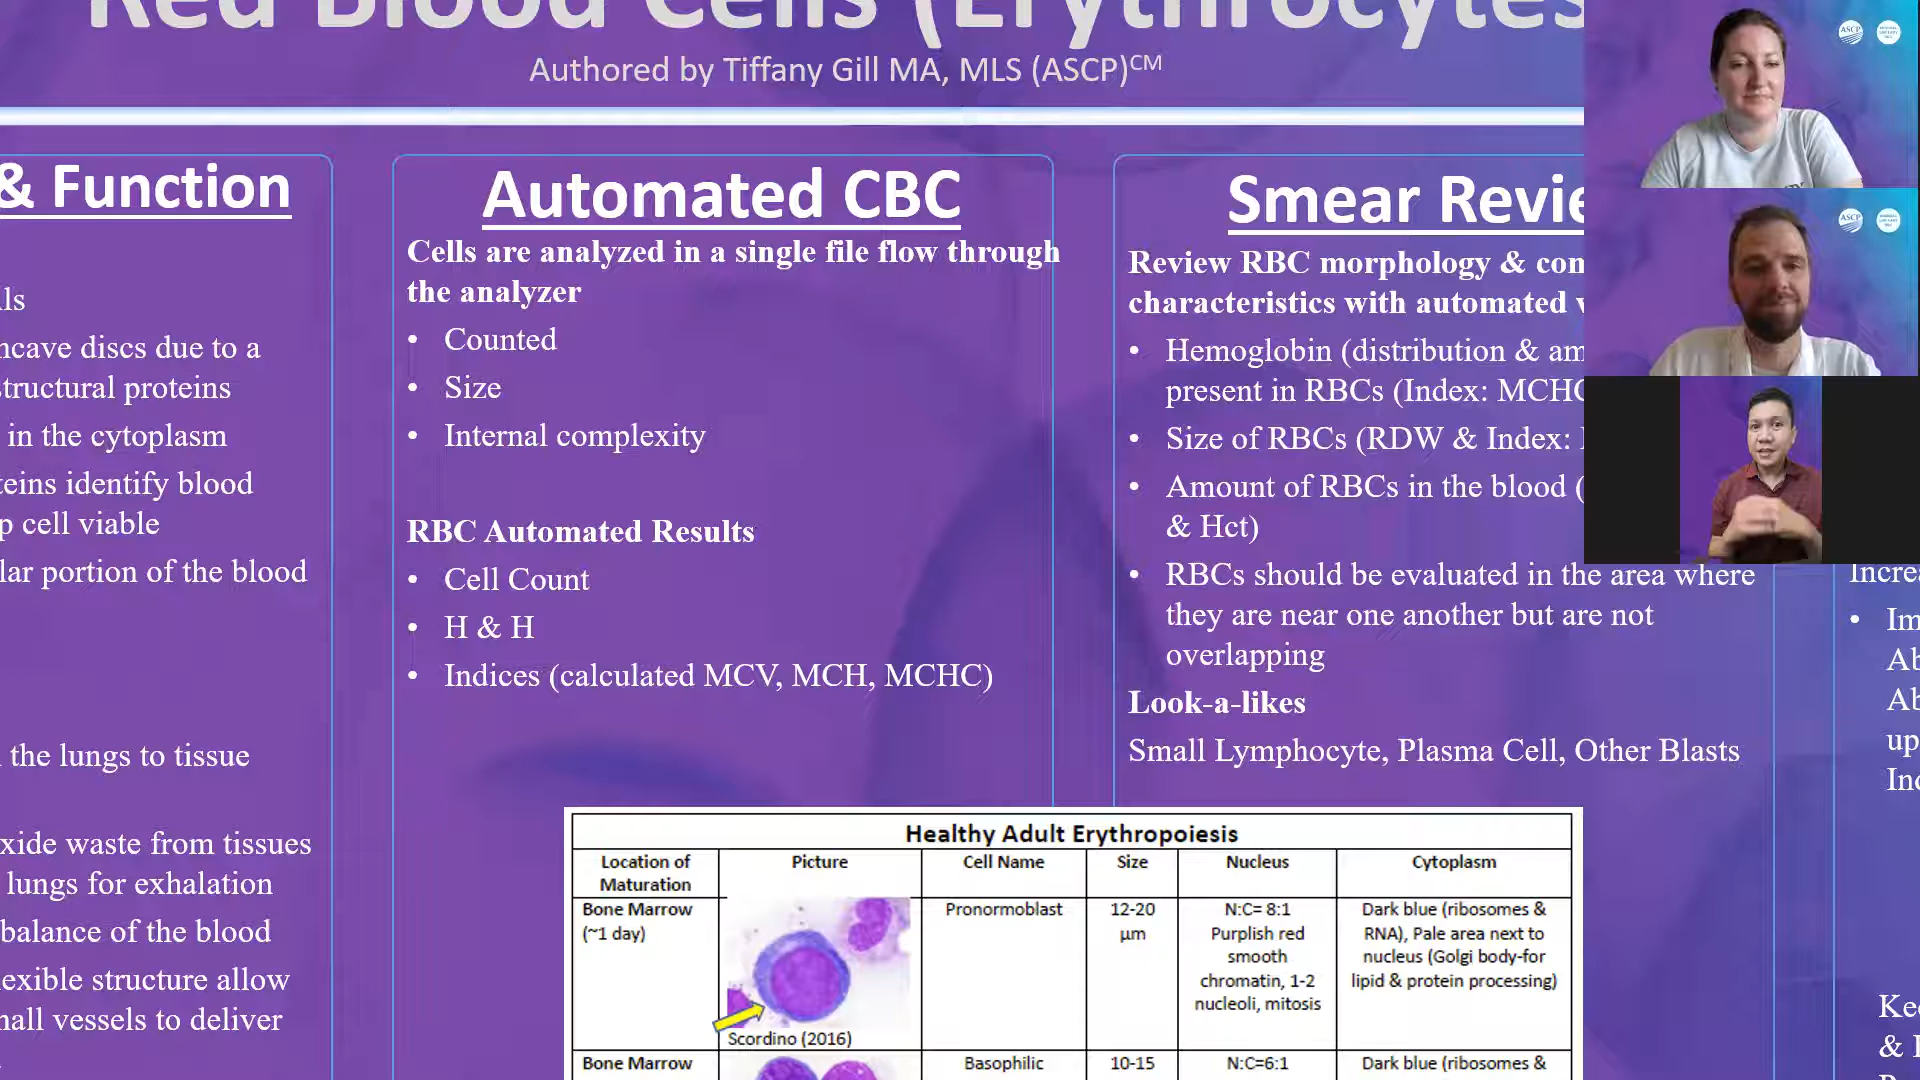 Red Blood Cells (Erythrocytes
Authored by Tiffany Gill MA, MLS (ASCP)CM
& Function
in the cytoplasm
structural proteins
discs due to a
identify blood
cell viable
portion of the blood
the lungs to tissue
waste from tissues
lungs for exhalation
balance of the blood
structure allow
vessels to deliver
Automated CBC
Cells are analyzed in a single file flow through
the analyzer
• Counted
• Size
• Internal complexity
RBC Automated Results
• Cell Count
• H & H
• Indices (calculated MCV, MCH, MCHC)
Smear Revie
Review RBC morphology &
characteristics with automated
• Hemoglobin (distribution &
present in RBCs (Index: MCHC
• Size of RBCs (RDW & Index:
• Amount of RBCs in the blood (
& Hct)
• RBCs should be evaluated in the area where
they are near one another but are not
overlapping
Look-a-likes
Small Lymphocyte, Plasma Cell, Other Blasts
Healthy Adult Erythropoiesis
Location of
Maturation
Picture
Cell Name
Size
Nucleus
Cytoplasm
Bone Marrow
(~1 day)
Scordino (2016)
Pronormoblast
12-20
µm
N:C= 8:1
Purplish red
smooth
chromatin, 1-2
nucleoli, mitosis
Dark blue (ribosomes &
RNA), Pale area next to
nucleus (Golgi body-for
lipid & protein processing)
Bone Marrow
Basophilic
10-15
N:C=6:1
Dark blue (ribosomes &
up
ASCP
ASCP